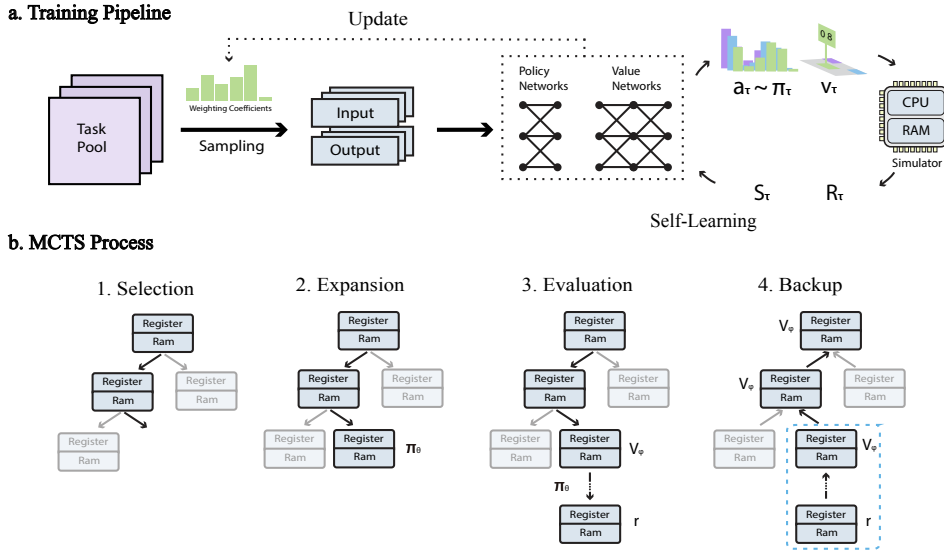 a. Training Pipeline
Update
Task
Pool
Weighting Coefficients
Sampling
Input
Output
Policy
Networks
Value
Networks
0 8
aτ ~ πτ
vτ
CPU
RAM
Simulator
Sτ
Rτ
Self-Learning
b. MCTS Process
1. Selection
Register
Ram
Register
Ram
Register
Ram
Register
Ram
2. Expansion
Register
Ram
Register
Ram
Register
Ram
Register
Ram
Register
Ram
πθ
3. Evaluation
Register
Ram
Register
Ram
Register
Ram
Register
Ram
Register
Ram
Vφ
πθ
Register
Ram
r
4. Backup
Vφ
Register
Ram
Vφ
Register
Ram
Register
Ram
Register
Ram
Register
Ram
Vφ
Register
Ram
r